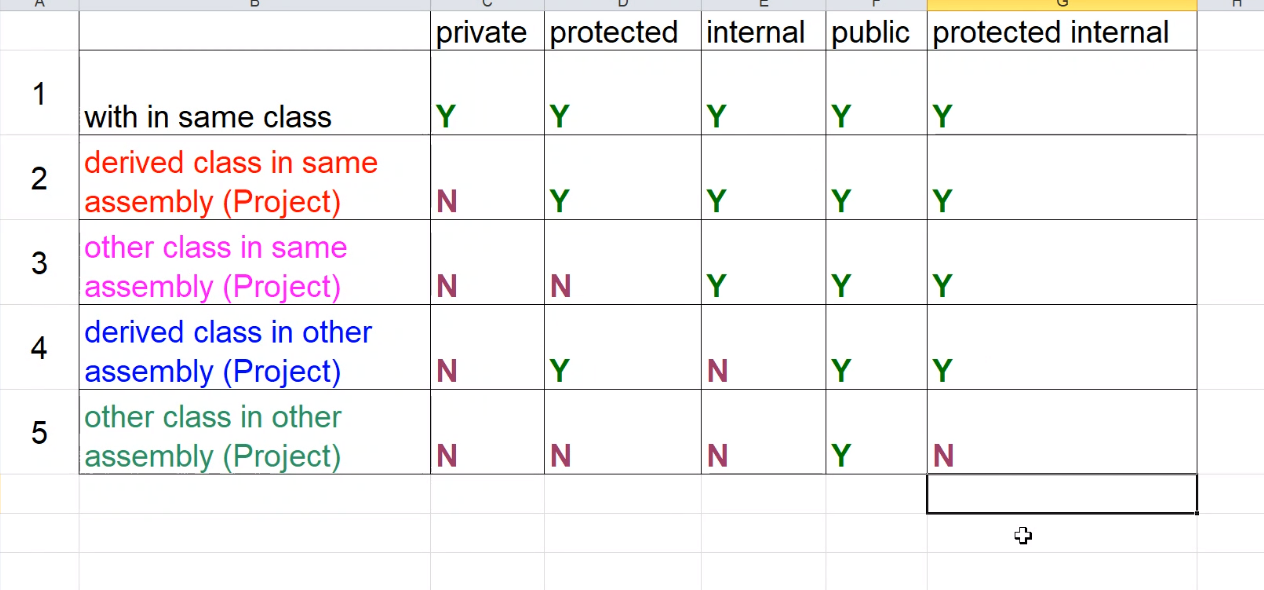 A B C D E F G H
private protected internal public protected internal
1 with in same class Y Y Y Y Y
2 derived class in same
assembly (Project) N Y Y Y Y
3 other class in same
assembly (Project) N N Y Y Y
4 derived class in other
assembly (Project) N Y N Y Y
5 other class in other
assembly (Project) N N N Y N